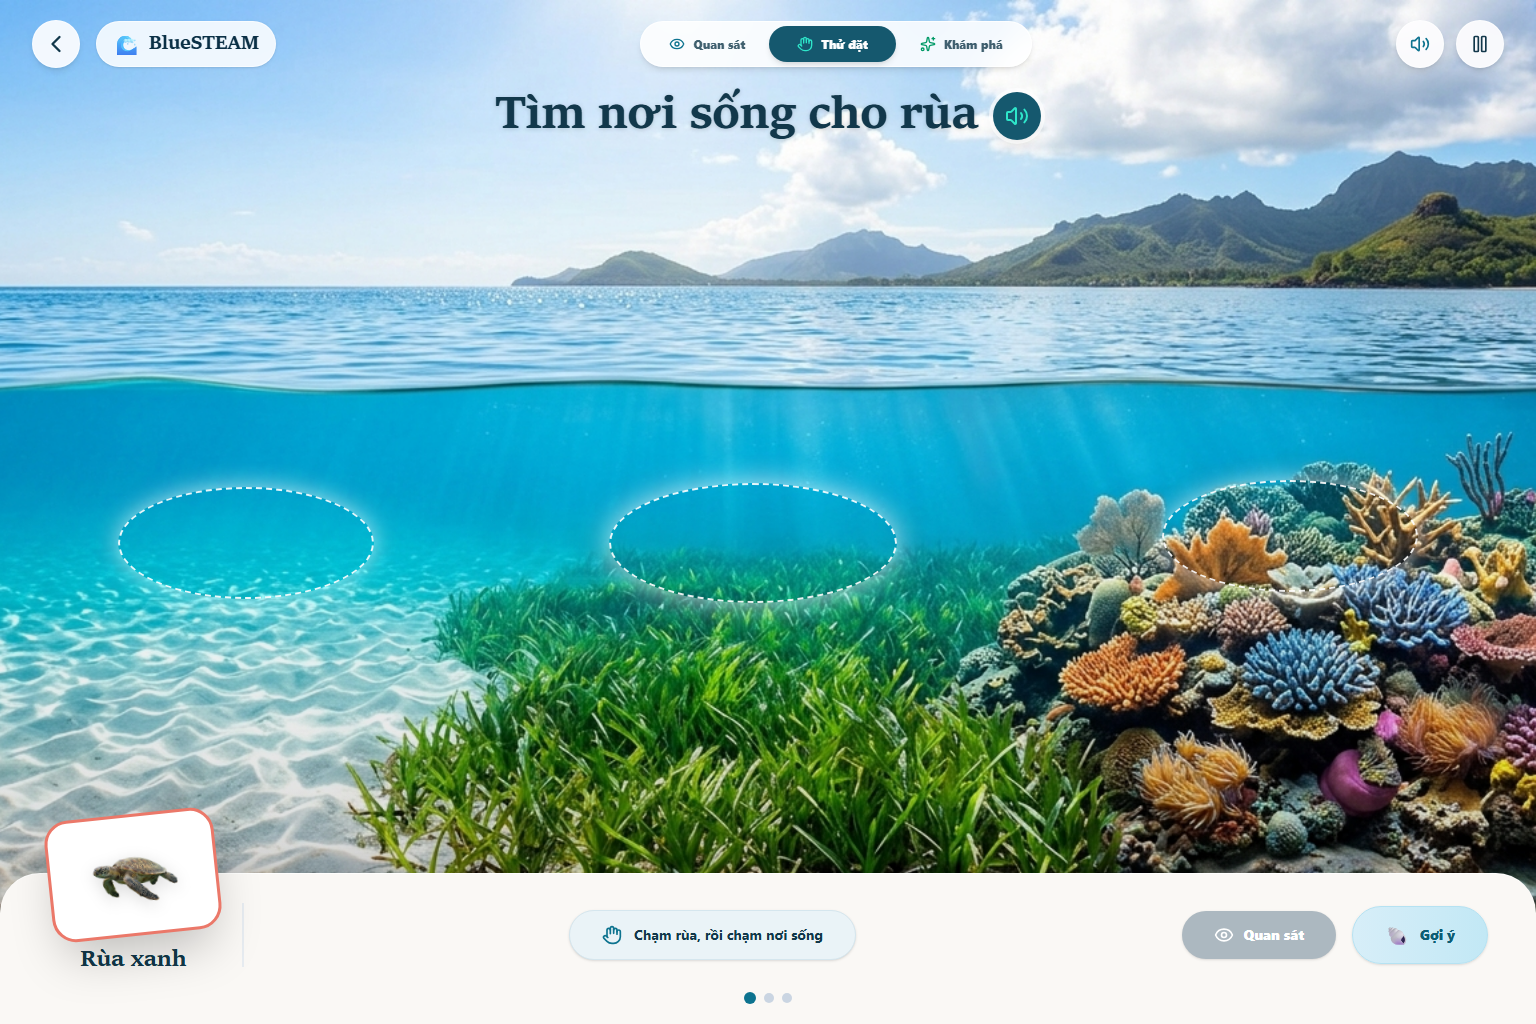 BlueSTEAM
Quan sát
Thử đặt
Khám phá
Tìm nơi sống cho rùa
Rùa xanh
Chạm rùa, rồi chạm nơi sống
Quan sát
Gợi ý